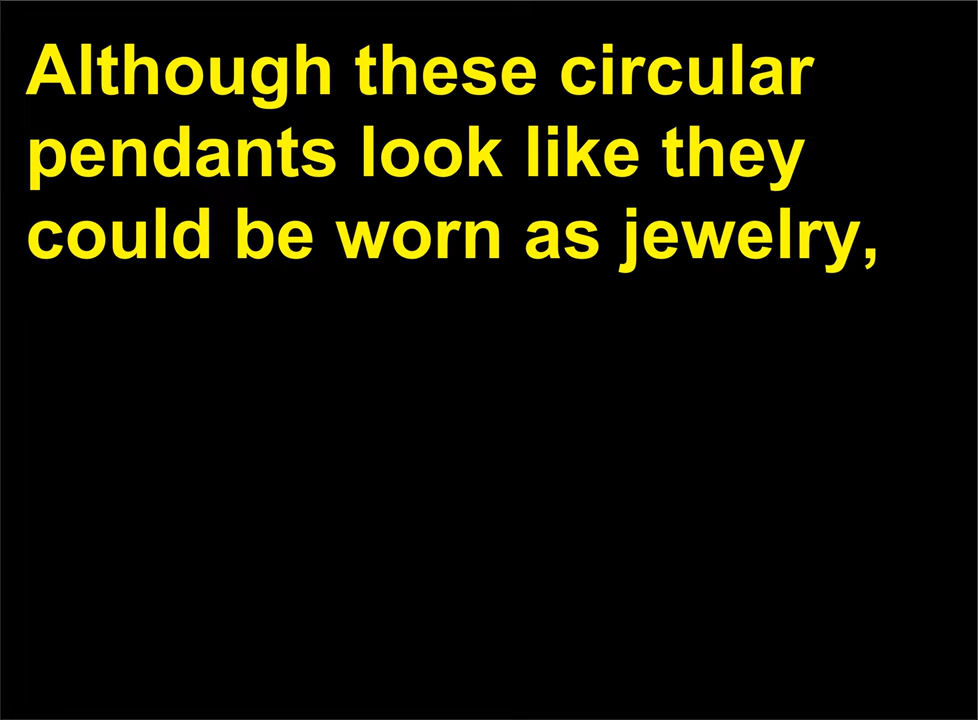 Although these circular
pendants look like they
could be worn as jewelry,